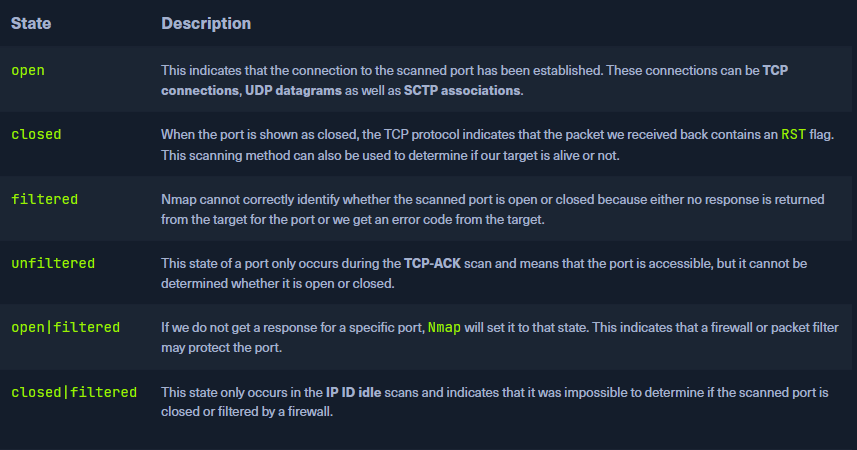 State Description
open This indicates that the connection to the scanned port has been established. These connections can be TCP
connections, UDP datagrams as well as SCTP associations.
closed When the port is shown as closed, the TCP protocol indicates that the packet we received back contains an RST flag.
This scanning method can also be used to determine if our target is alive or not.
filtered Nmap cannot correctly identify whether the scanned port is open or closed because either no response is returned
from the target for the port or we get an error code from the target.
unfiltered This state of a port only occurs during the TCP-ACK scan and means that the port is accessible, but it cannot be
determined whether it is open or closed.
open|filtered If we do not get a response for a specific port, Nmap will set it to that state. This indicates that a firewall or packet filter
may protect the port.
closed|filtered This state only occurs in the IP ID idle scans and indicates that it was impossible to determine if the scanned port is
closed or filtered by a firewall.